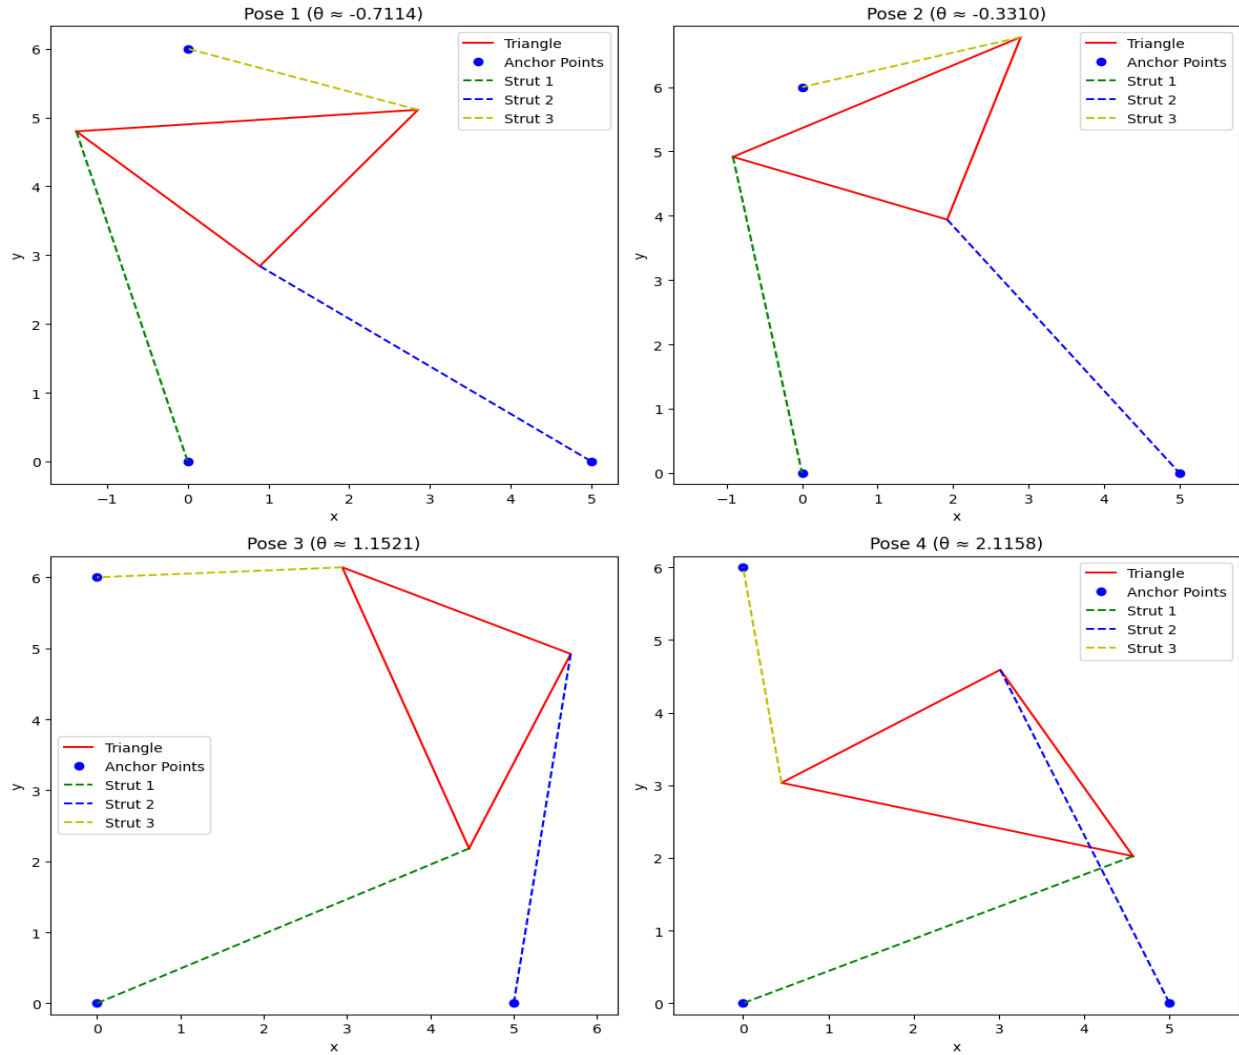 Pose 1 (θ ≈ -0.7114)
6
5
4
3
2
1
0
y
−1 0 1 2 3 4 5
x
Triangle
Anchor Points
Strut 1
Strut 2
Strut 3
Pose 2 (θ ≈ -0.3310)
6
5
4
3
2
1
0
y
−1 0 1 2 3 4 5
x
Triangle
Anchor Points
Strut 1
Strut 2
Strut 3
Pose 3 (θ ≈ 1.1521)
6
5
4
3
2
1
0
y
0 1 2 3 4 5 6
x
Triangle
Anchor Points
Strut 1
Strut 2
Strut 3
Pose 4 (θ ≈ 2.1158)
6
5
4
3
2
1
0
y
0 1 2 3 4 5
x
Triangle
Anchor Points
Strut 1
Strut 2
Strut 3